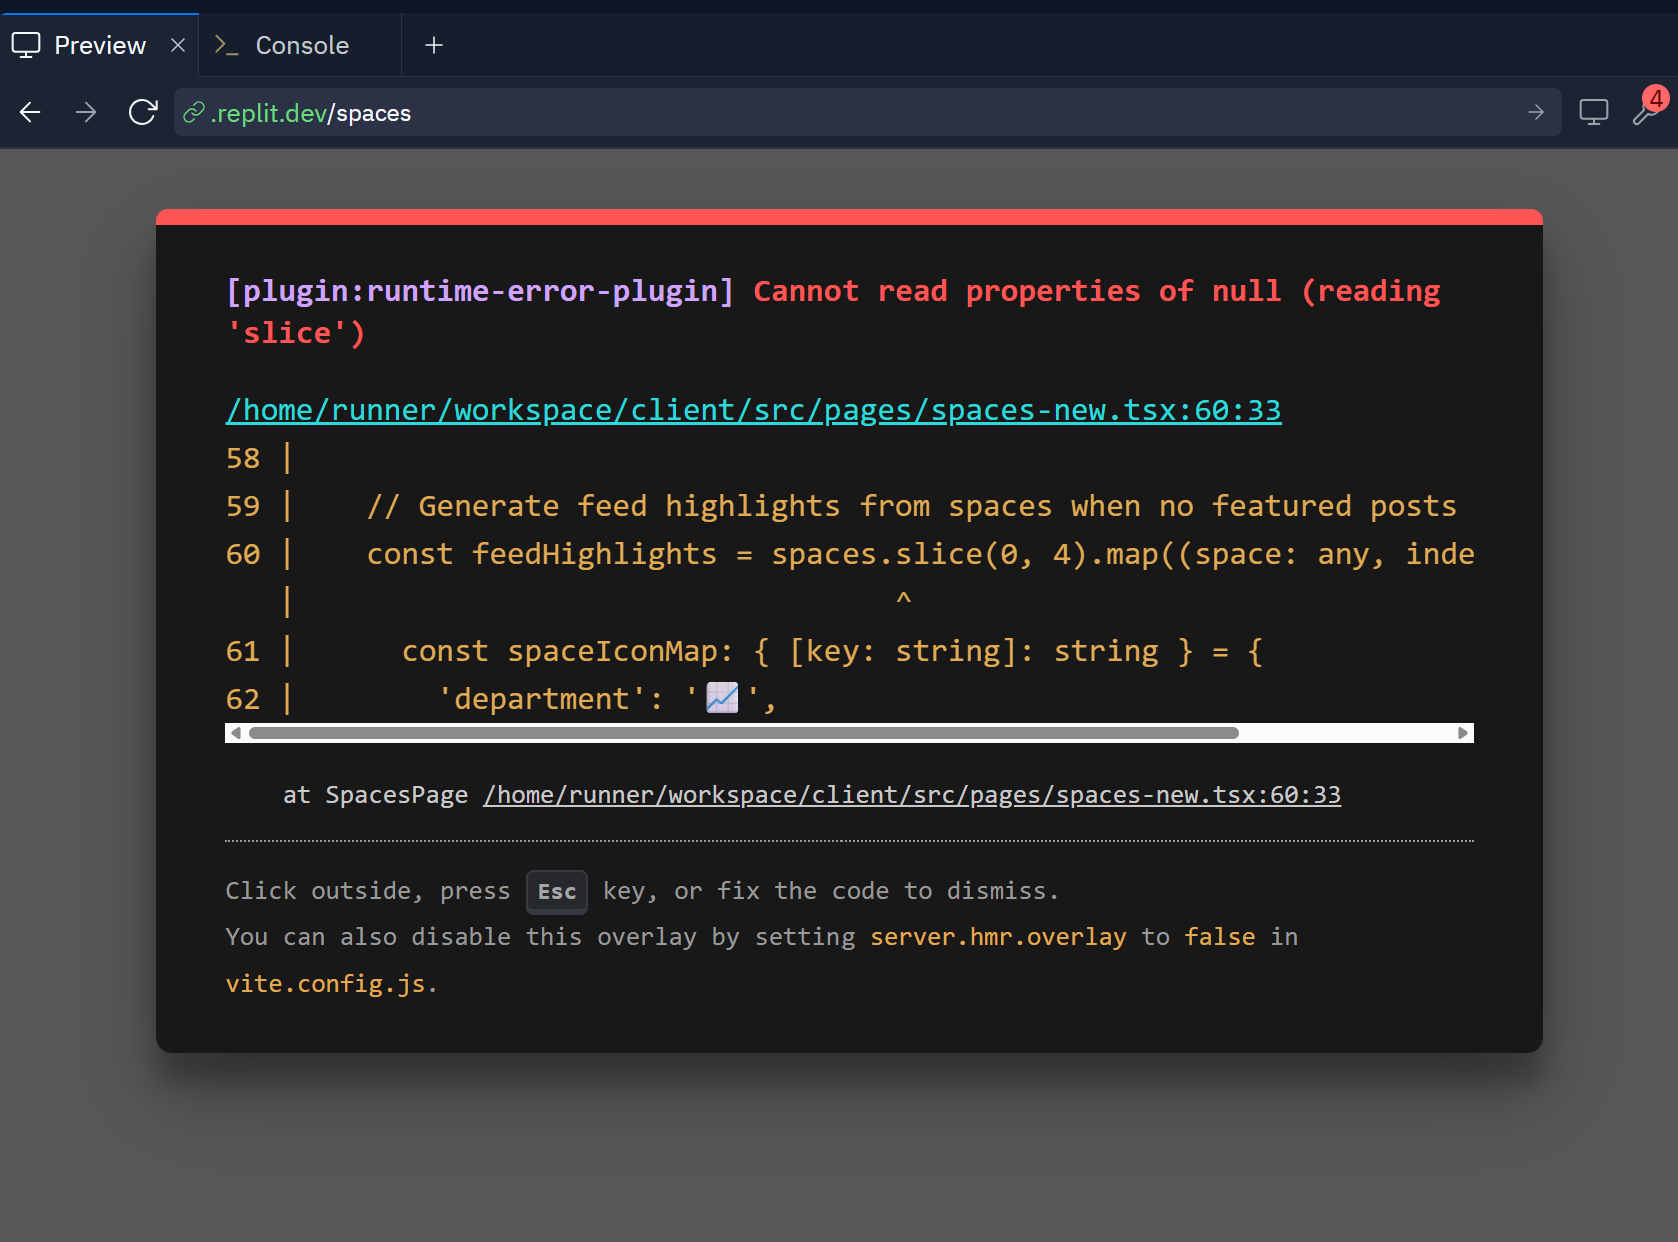 Preview
Console
4
.replit.dev/spaces
[plugin:runtime-error-plugin] Cannot read properties of null (reading
'slice')
/home/runner/workspace/client/src/pages/spaces-new.tsx:60:33
58 |
59 |    // Generate feed highlights from spaces when no featured posts
60 |    const feedHighlights = spaces.slice(0, 4).map((space: any, inde
   |                                  ^
61 |      const spaceIconMap: { [key: string]: string } = {
62 |        'department': '📈',
at SpacesPage /home/runner/workspace/client/src/pages/spaces-new.tsx:60:33
Click outside, press Esc key, or fix the code to dismiss.
You can also disable this overlay by setting server.hmr.overlay to false in
vite.config.js.